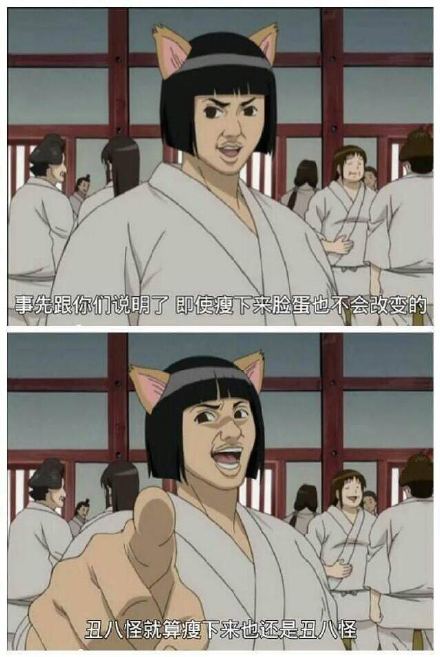 事先跟你们说明了 即使瘦下来脸蛋也不会改变的
丑八怪就算瘦下来也还是丑八怪